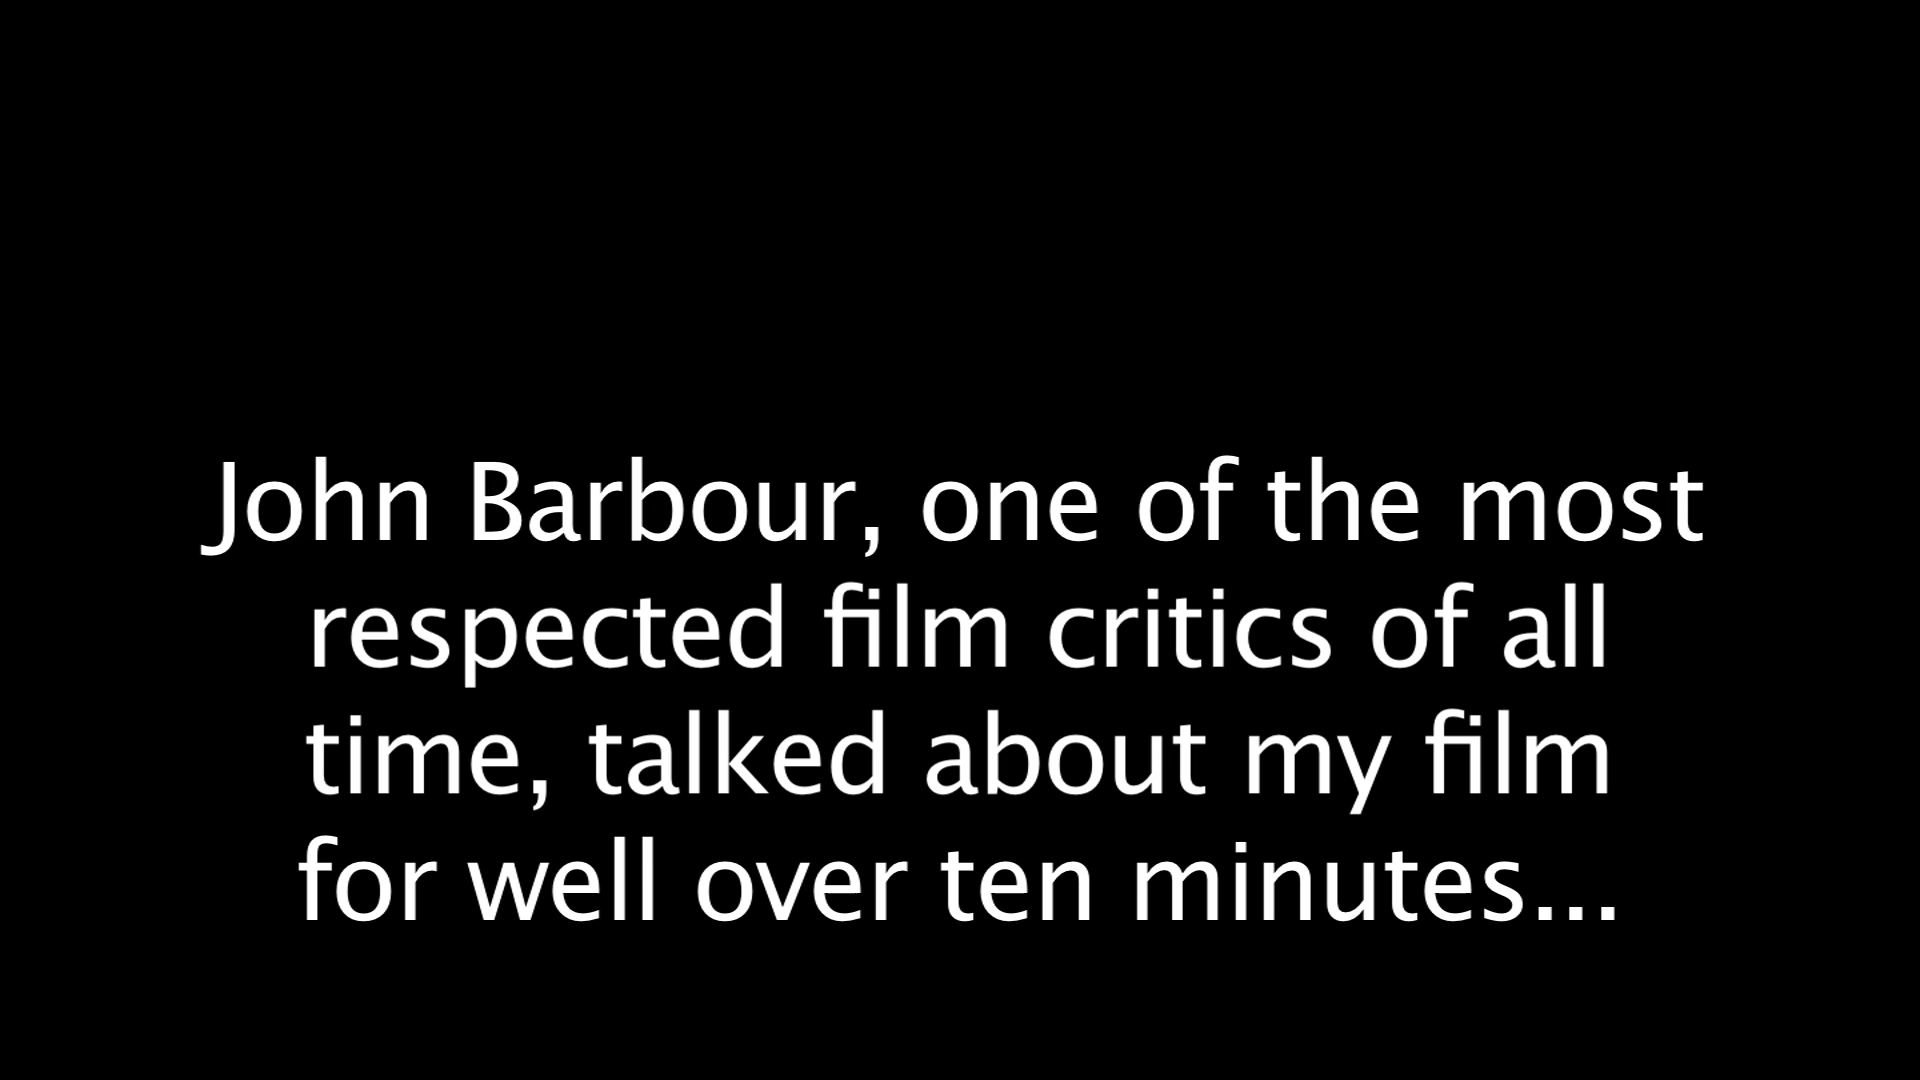 John Barbour, one of the most
respected film critics of all
time, talked about my film
for well over ten minutes...